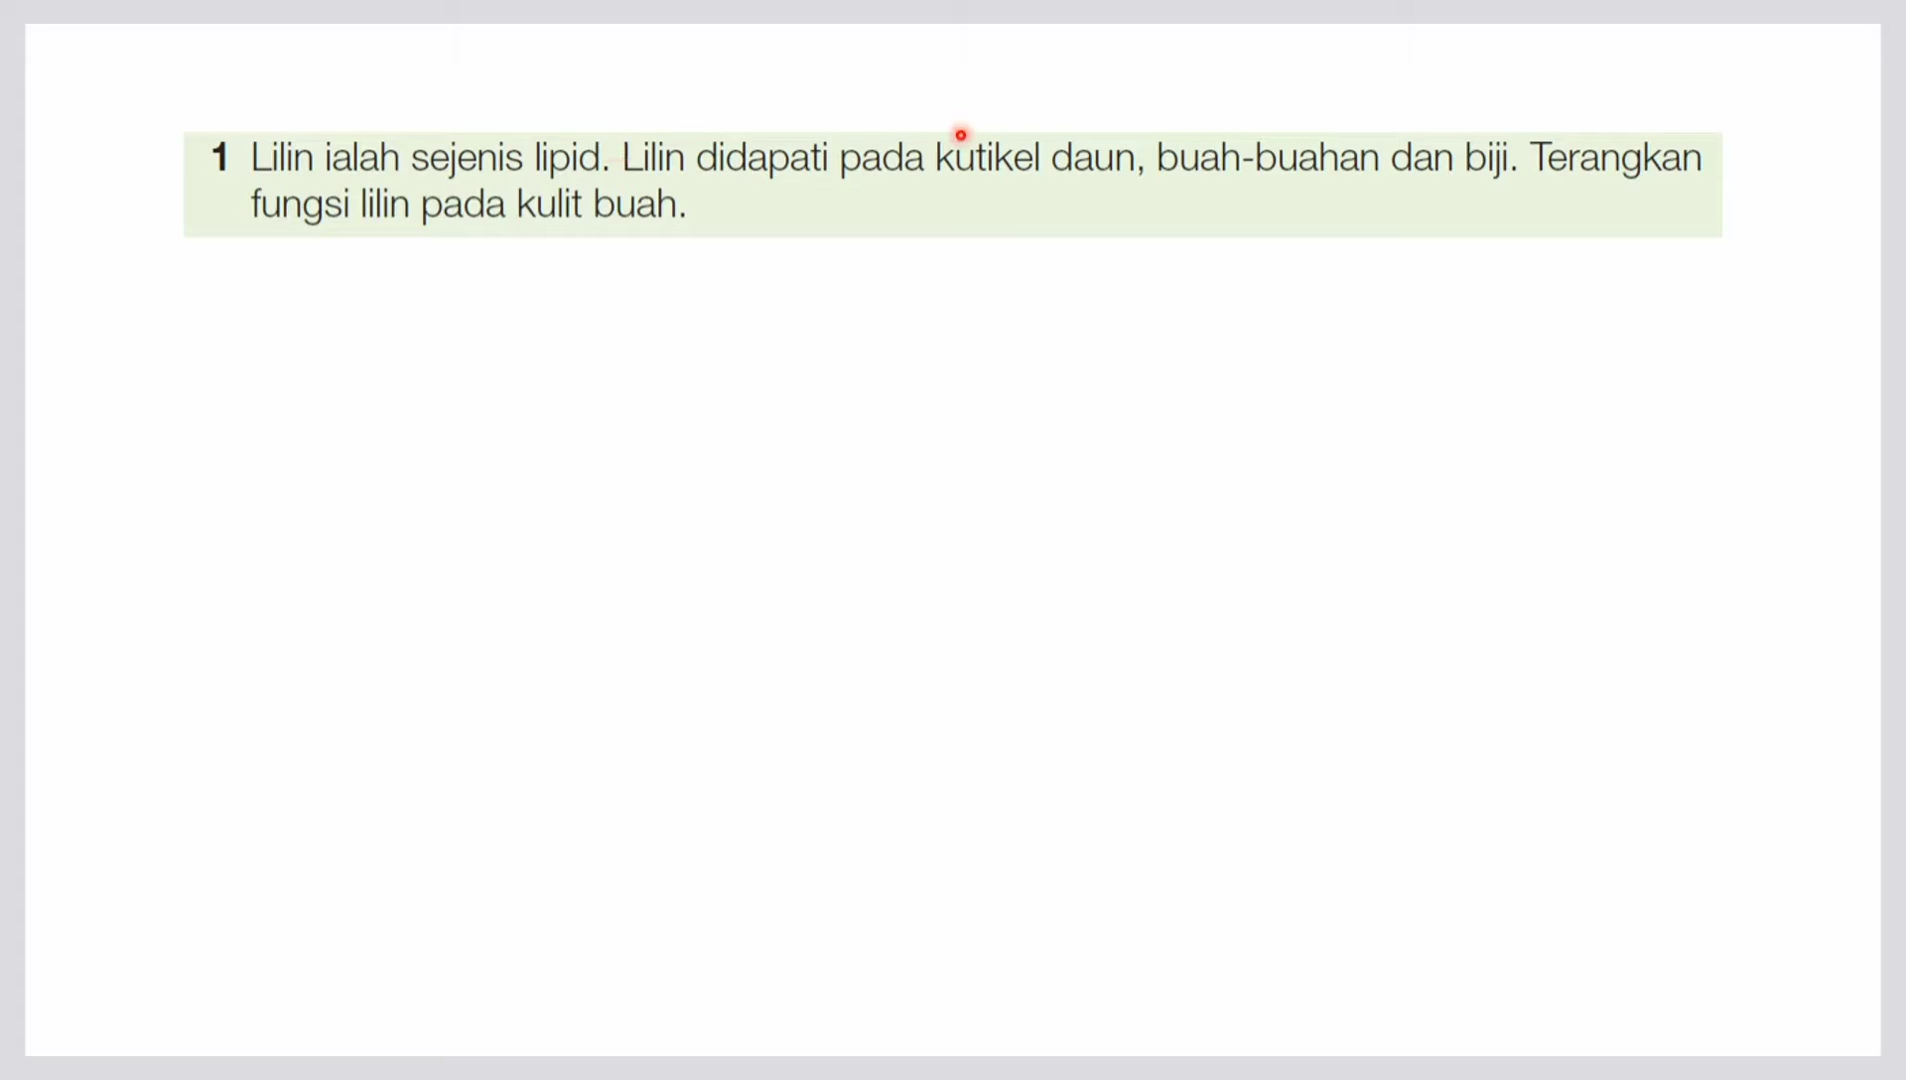 1 Lilin ialah sejenis lipid. Lilin didapati pada kutikel daun, buah-buahan dan biji. Terangkan
fungsi lilin pada kulit buah.